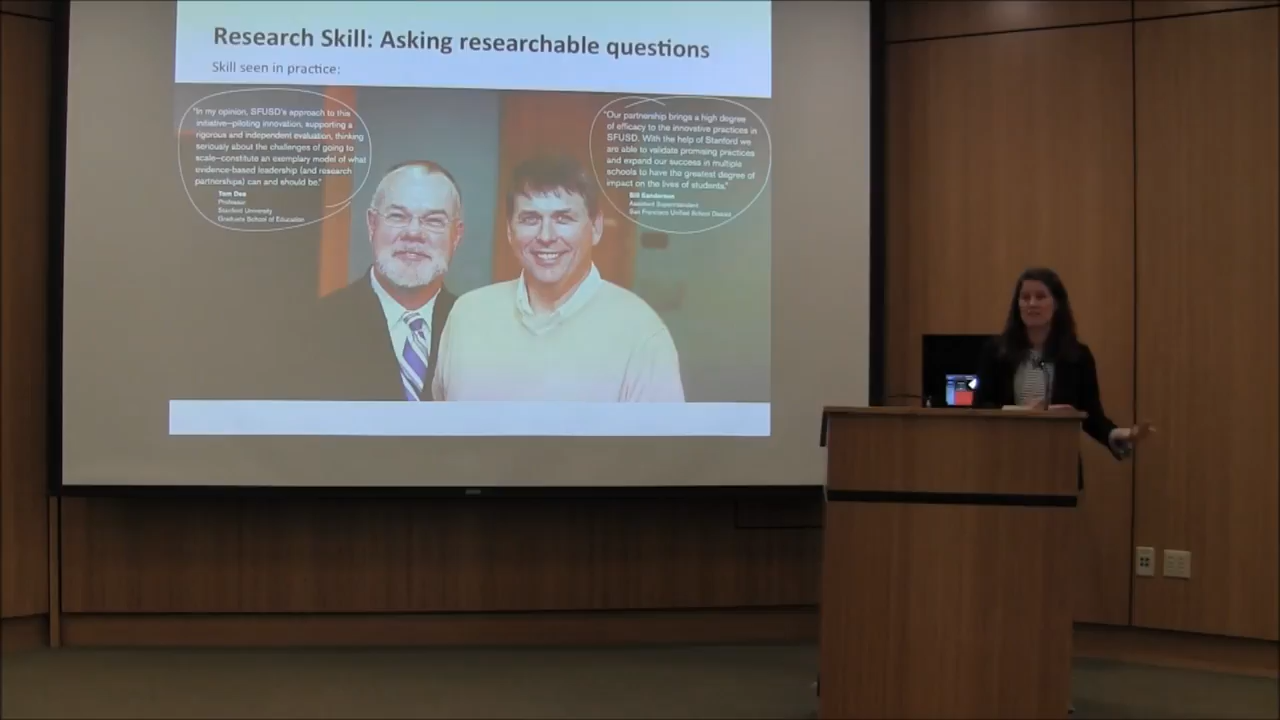 Research Skill: Asking researchable questions
Skill seen in practice:
"In my opinion, SFUSD's approach to this
initiative—piloting innovation, supporting a
rigorous and independent evaluation, thinking
seriously about the challenges of going to
scale—constitute an exemplary model of what
evidence-based leadership (and research
partnerships) can and should be."
Tom Dee
Professor
Stanford University
Graduate School of Education
"Our partnership brings a high degree
of efficacy to the innovative practices in
SFUSD. With the help of Stanford we
are able to validate promising practices
and expand our success in multiple
schools to have the greatest degree of
impact on the lives of students."
Bill Sanderson
Assistant Superintendent
San Francisco Unified School District